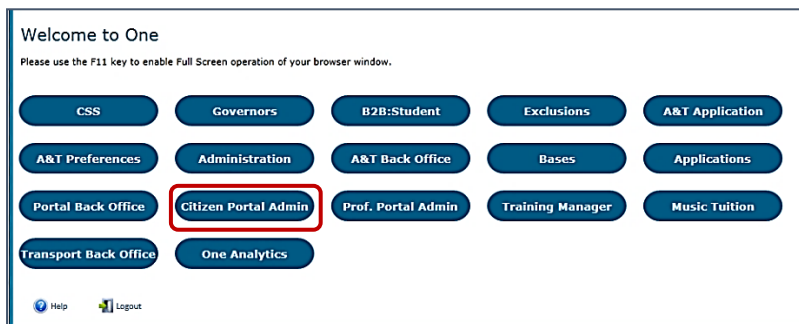 Welcome to One
Please use the F11 key to enable Full Screen operation of your browser window.
CSS Governors B2B:Student Exclusions A&T Application
A&T Preferences Administration A&T Back Office Bases Applications
Portal Back Office Citizen Portal Admin Prof. Portal Admin Training Manager Music Tuition
Transport Back Office One Analytics
Help Logout